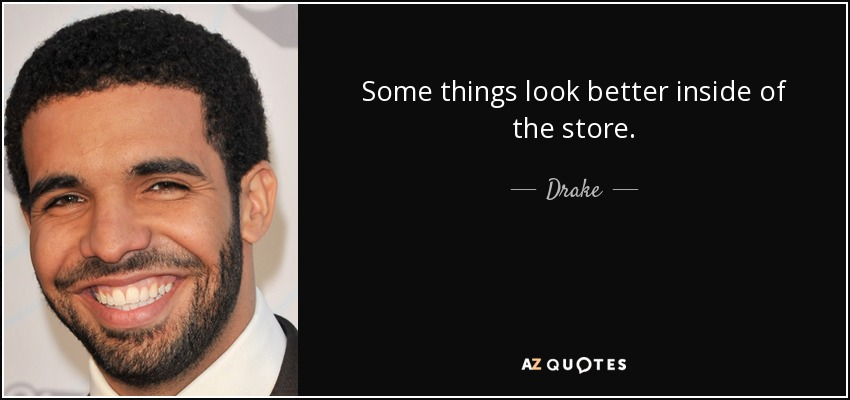 Some things look better inside of
the store.
Drake
AZ QUOTES